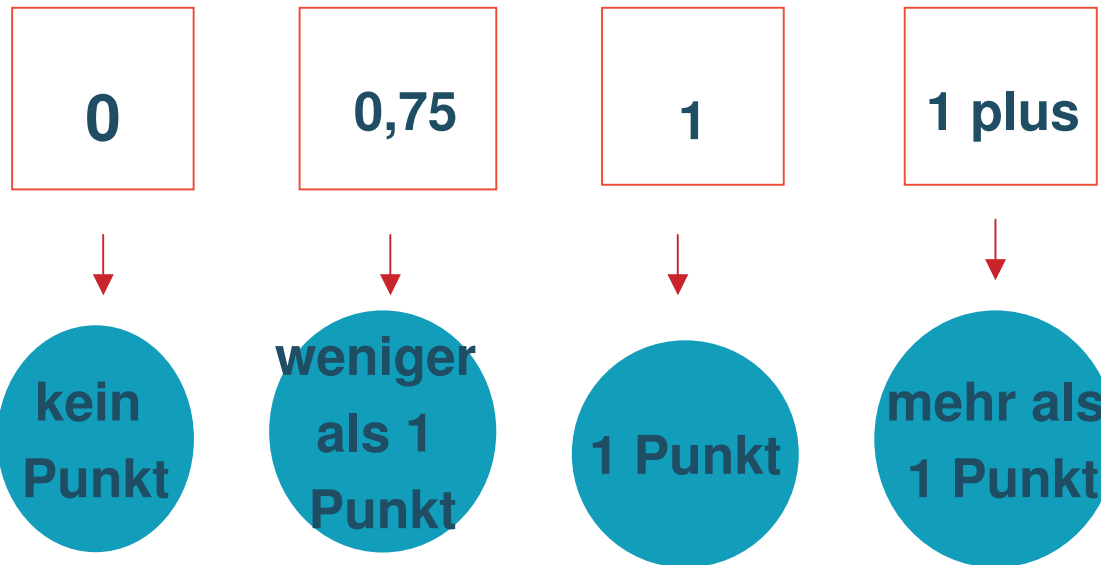 0
0,75
1
1 plus
kein
Punkt
weniger
als 1
Punkt
1 Punkt
mehr als
1 Punkt